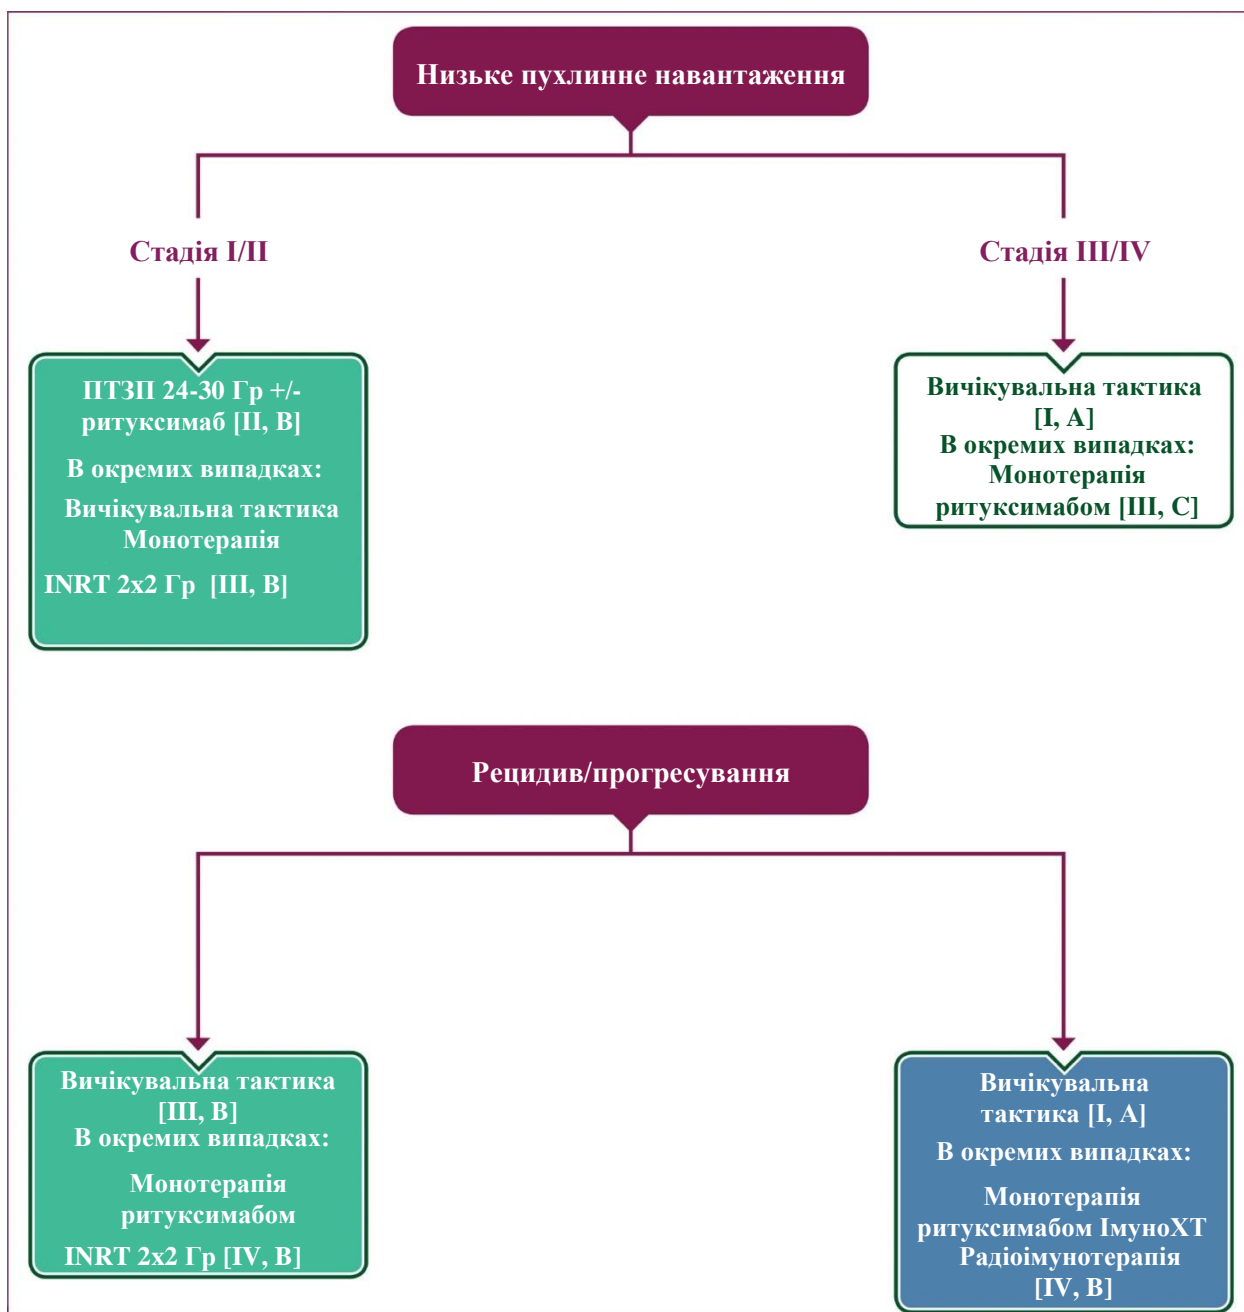 Низьке пухлинне навантаження
Стадія I/II
Стадія III/IV
ПТЗП 24-30 Гр +/-
ритуксимаб [II, B]
В окремих випадках:
Вичікувальна тактика
Монотерапія
INRT 2x2 Гр [III, B]
Вичікувальна тактика
[I, A]
В окремих випадках:
Монотерапія
ритуксимабом [III, C]
Рецидив/прогресування
Вичікувальна тактика
[III, B]
В окремих випадках:
Монотерапія
ритуксимабом
INRT 2x2 Гр [IV, B]
Вичікувальна
тактика [I, A]
В окремих випадках:
Монотерапія
ритуксимабом ІмуноХТ
Радіоімунотерапія
[IV, B]